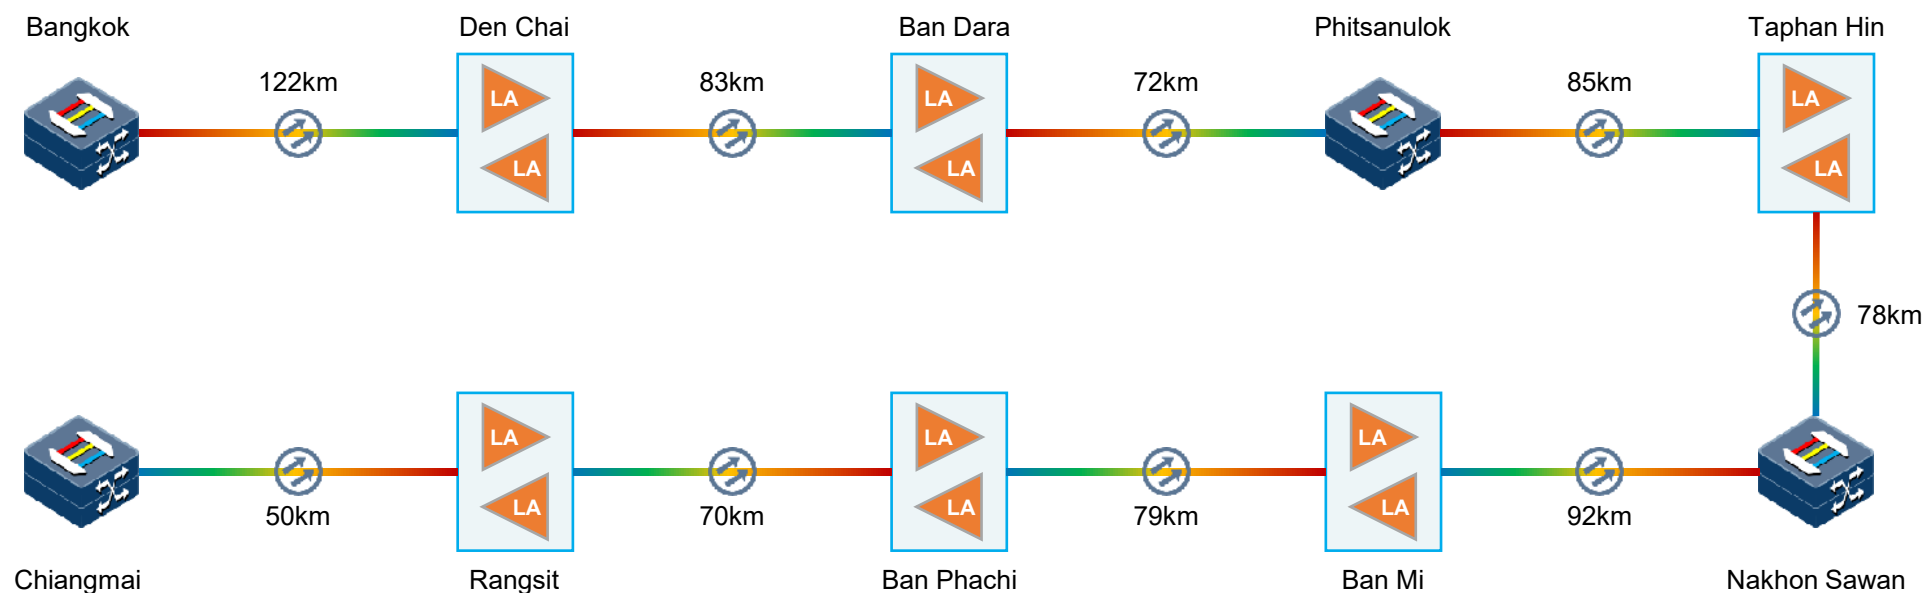 Bangkok
Den Chai
Ban Dara
Phitsanulok
Taphan Hin
122km
83km
72km
85km
LA
LA
LA
LA
LA
LA
78km
LA
LA
LA
LA
LA
LA
50km
70km
79km
92km
Chiangmai
Rangsit
Ban Phachi
Ban Mi
Nakhon Sawan